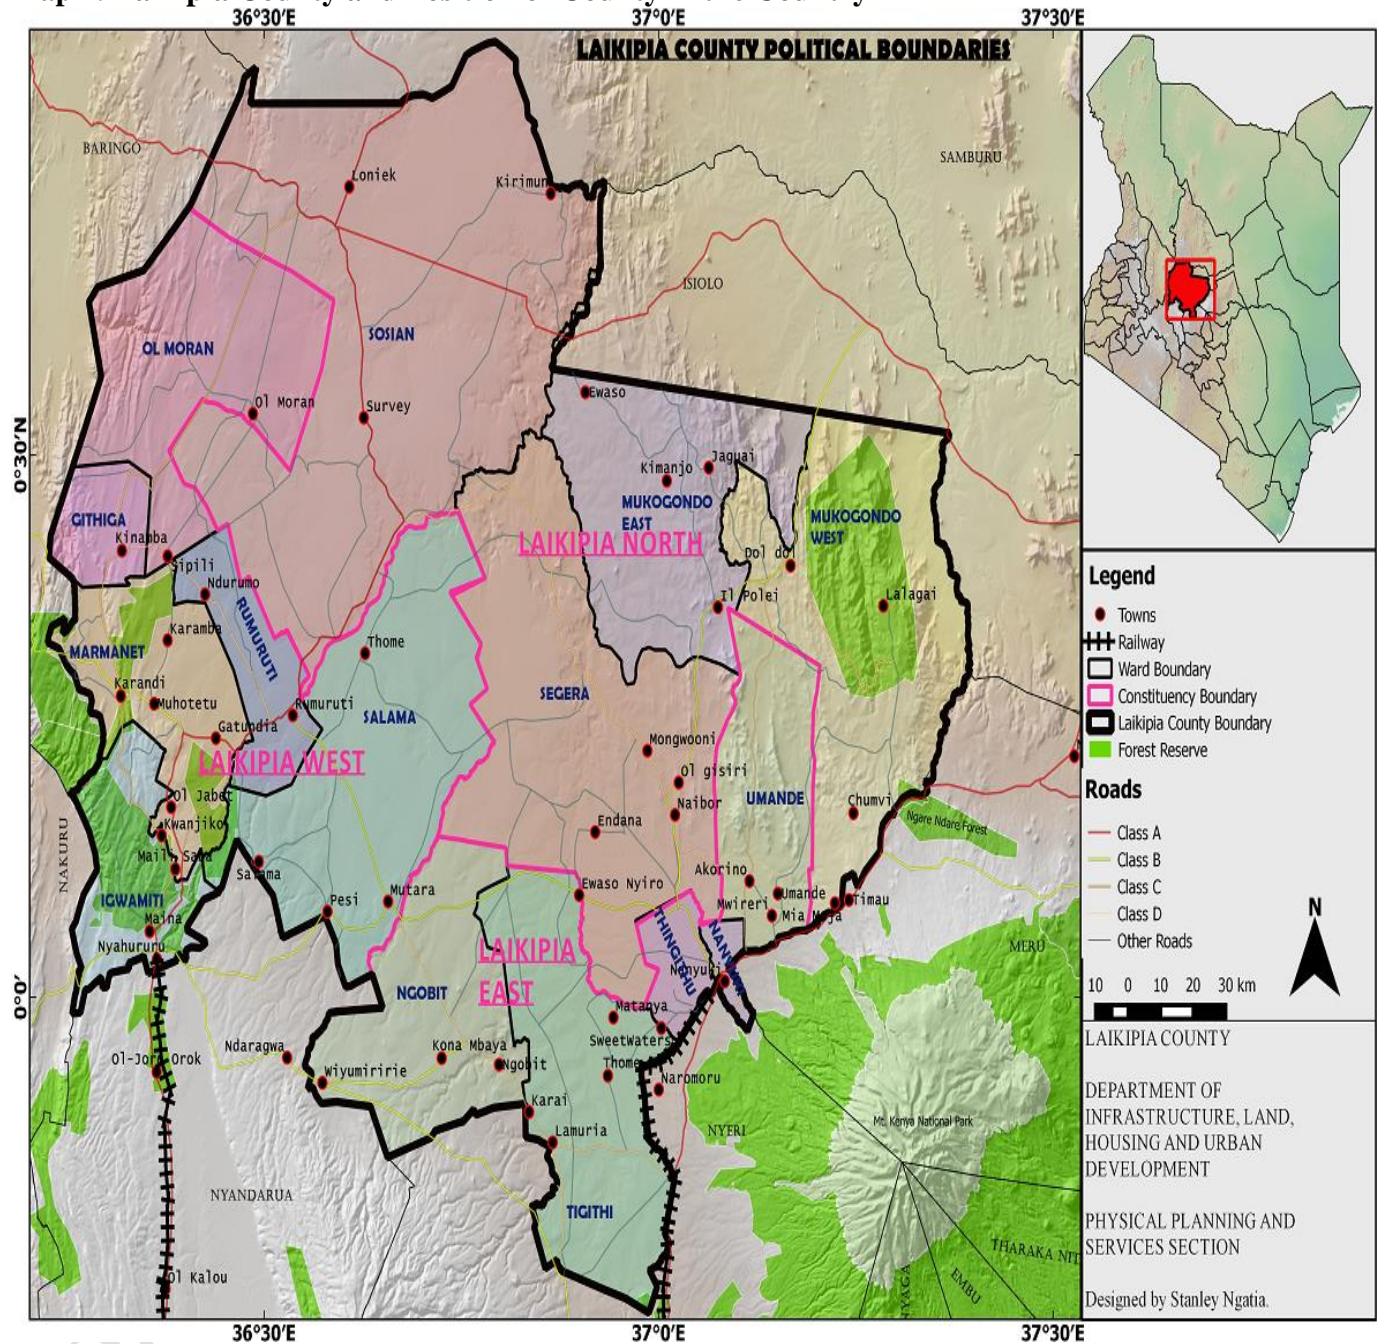 36°30'E
37°0'E
37°30'E
LAIKIPIA COUNTY POLITICAL BOUNDARIES
BARINGO
SAMBURU
Loniek
Kirimun
ISIOLO
SOSIAN
OL MORAN
Ewaso
Ol Moran
Survey
0°30'N
Jaguai
Kimanjo
MUKOGONDO
EAST
MUKOGONDO
WEST
GITHIGA
LAIKIPIA NORTH
Kinamba
Dol dol
Sipili
Ndurumo
Il Polei
Lalagai
RUMURUTI
Karamba
Thome
MARMANET
Karandi
SEGERA
Muhotetu
Rumuruti
SALAMA
Gatundia
Mongwooni
LAIKIPIA WEST
Ol gisiri
Ol Jabet
Naibor
UMANDE
Chumvi
Kwanjiko
Endana
Ngare Ndare Forest
NAKURU
Maili Saba
Salama
Akorino
Ewaso Nyiro
IGWAMITI
Mutara
Umande
Pesi
Mwireri
Mia Moja
Timau
Maina
THINGITHU
Nyahururu
LAIKIPIA
EAST
MERU
Nanyuki
NGOBIT
0°0'
Matanya
SweetWaters
Ndaragwa
Kona Mbaya
Ol-Joro Orok
Ngobit
Thome
Wiyumiririe
Naromoru
Karai
Mt. Kenya National Park
Lamuria
NYERI
NYANDARUA
TIGITHI
THARAKA NIT
Ol Kalou
EMBU
NYAGA
36°30'E
37°0'E
37°30'E
Legend
Towns
Railway
Ward Boundary
Constituency Boundary
Laikipia County Boundary
Forest Reserve
Roads
Class A
Class B
Class C
Class D
Other Roads
N
10 0 10 20 30 km
LAIKIPIA COUNTY
DEPARTMENT OF
INFRASTRUCTURE, LAND,
HOUSING AND URBAN
DEVELOPMENT
PHYSICAL PLANNING AND
SERVICES SECTION
Designed by Stanley Ngatia.